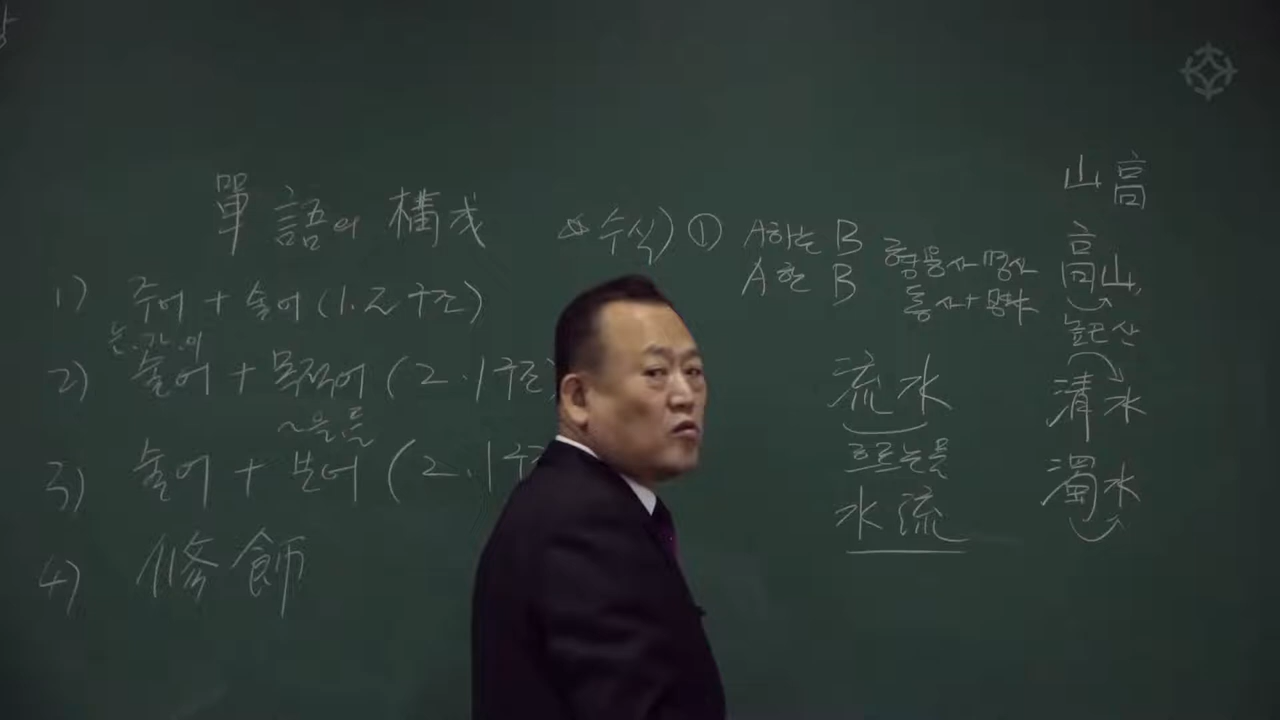 單語의 構成
1) 주어 + 술어 (1.2 구조)
는.가.이
2) 술어 + 목적어 (2.1 구조)
~을.를
3) 술어 + 보어 (2.1 구
4) 修飾
☆ 수식) ① A하는 B
A한 B
형용사 명사
동사 + 명사
流水
흐르는 물
水流
山高
高山
높은 산
清水
濁水